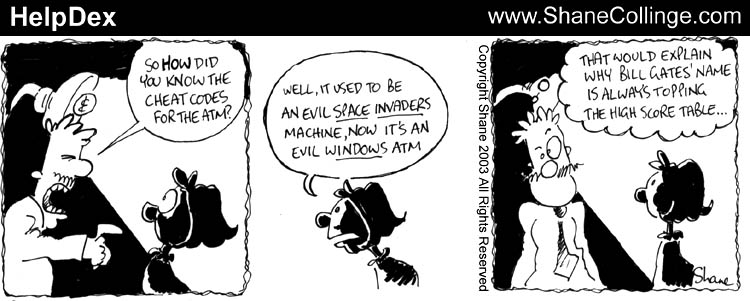 HelpDex
www.ShaneCollinge.com
SO HOW DID
YOU KNOW THE
CHEAT CODES
FOR THE ATM?
¢
WELL, IT USED TO BE
AN EVIL SPACE INVADERS
MACHINE, NOW IT'S AN
EVIL WINDOWS ATM
Copyright Shane 2003 All Rights Reserved
THAT WOULD EXPLAIN
WHY BILL GATES' NAME
IS ALWAYS TOPPING
THE HIGH SCORE TABLE...
Shane